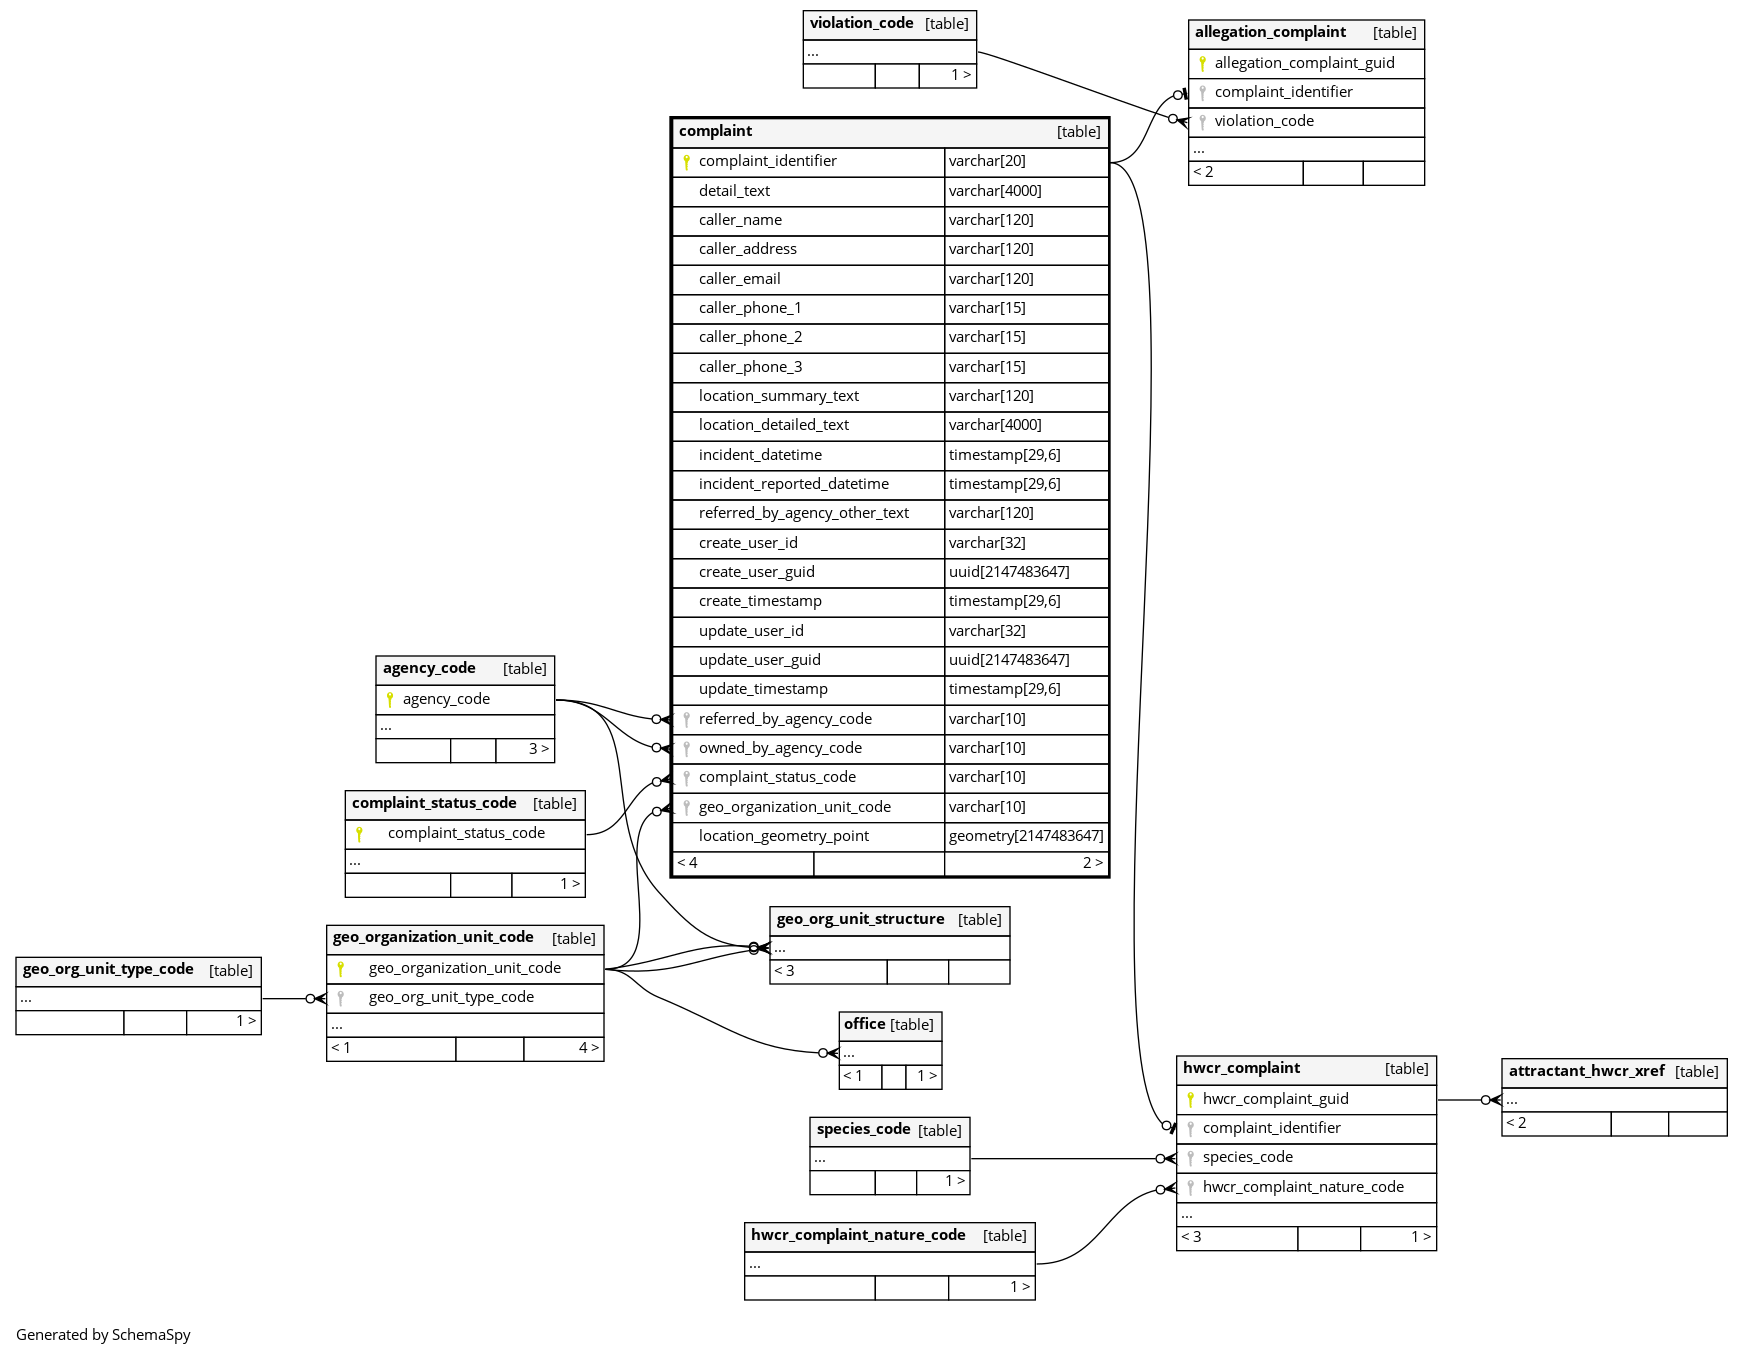 violation_code [table]
...
1 >
allegation_complaint [table]
allegation_complaint_guid
complaint_identifier
violation_code
...
< 2
complaint [table]
complaint_identifier varchar[20]
detail_text varchar[4000]
caller_name varchar[120]
caller_address varchar[120]
caller_email varchar[120]
caller_phone_1 varchar[15]
caller_phone_2 varchar[15]
caller_phone_3 varchar[15]
location_summary_text varchar[120]
location_detailed_text varchar[4000]
incident_datetime timestamp[29,6]
incident_reported_datetime timestamp[29,6]
referred_by_agency_other_text varchar[120]
create_user_id varchar[32]
create_user_guid uuid[2147483647]
create_timestamp timestamp[29,6]
update_user_id varchar[32]
update_user_guid uuid[2147483647]
update_timestamp timestamp[29,6]
referred_by_agency_code varchar[10]
owned_by_agency_code varchar[10]
complaint_status_code varchar[10]
geo_organization_unit_code varchar[10]
location_geometry_point geometry[2147483647]
< 4 2 >
agency_code [table]
agency_code
...
3 >
complaint_status_code [table]
complaint_status_code
...
1 >
geo_organization_unit_code [table]
geo_organization_unit_code
geo_org_unit_type_code
...
< 1 4 >
geo_org_unit_type_code [table]
...
1 >
geo_org_unit_structure [table]
...
< 3
office [table]
...
< 1 1 >
species_code [table]
...
1 >
hwcr_complaint_nature_code [table]
...
1 >
hwcr_complaint [table]
hwcr_complaint_guid
complaint_identifier
species_code
hwcr_complaint_nature_code
...
< 3 1 >
attractant_hwcr_xref [table]
...
< 2
Generated by SchemaSpy